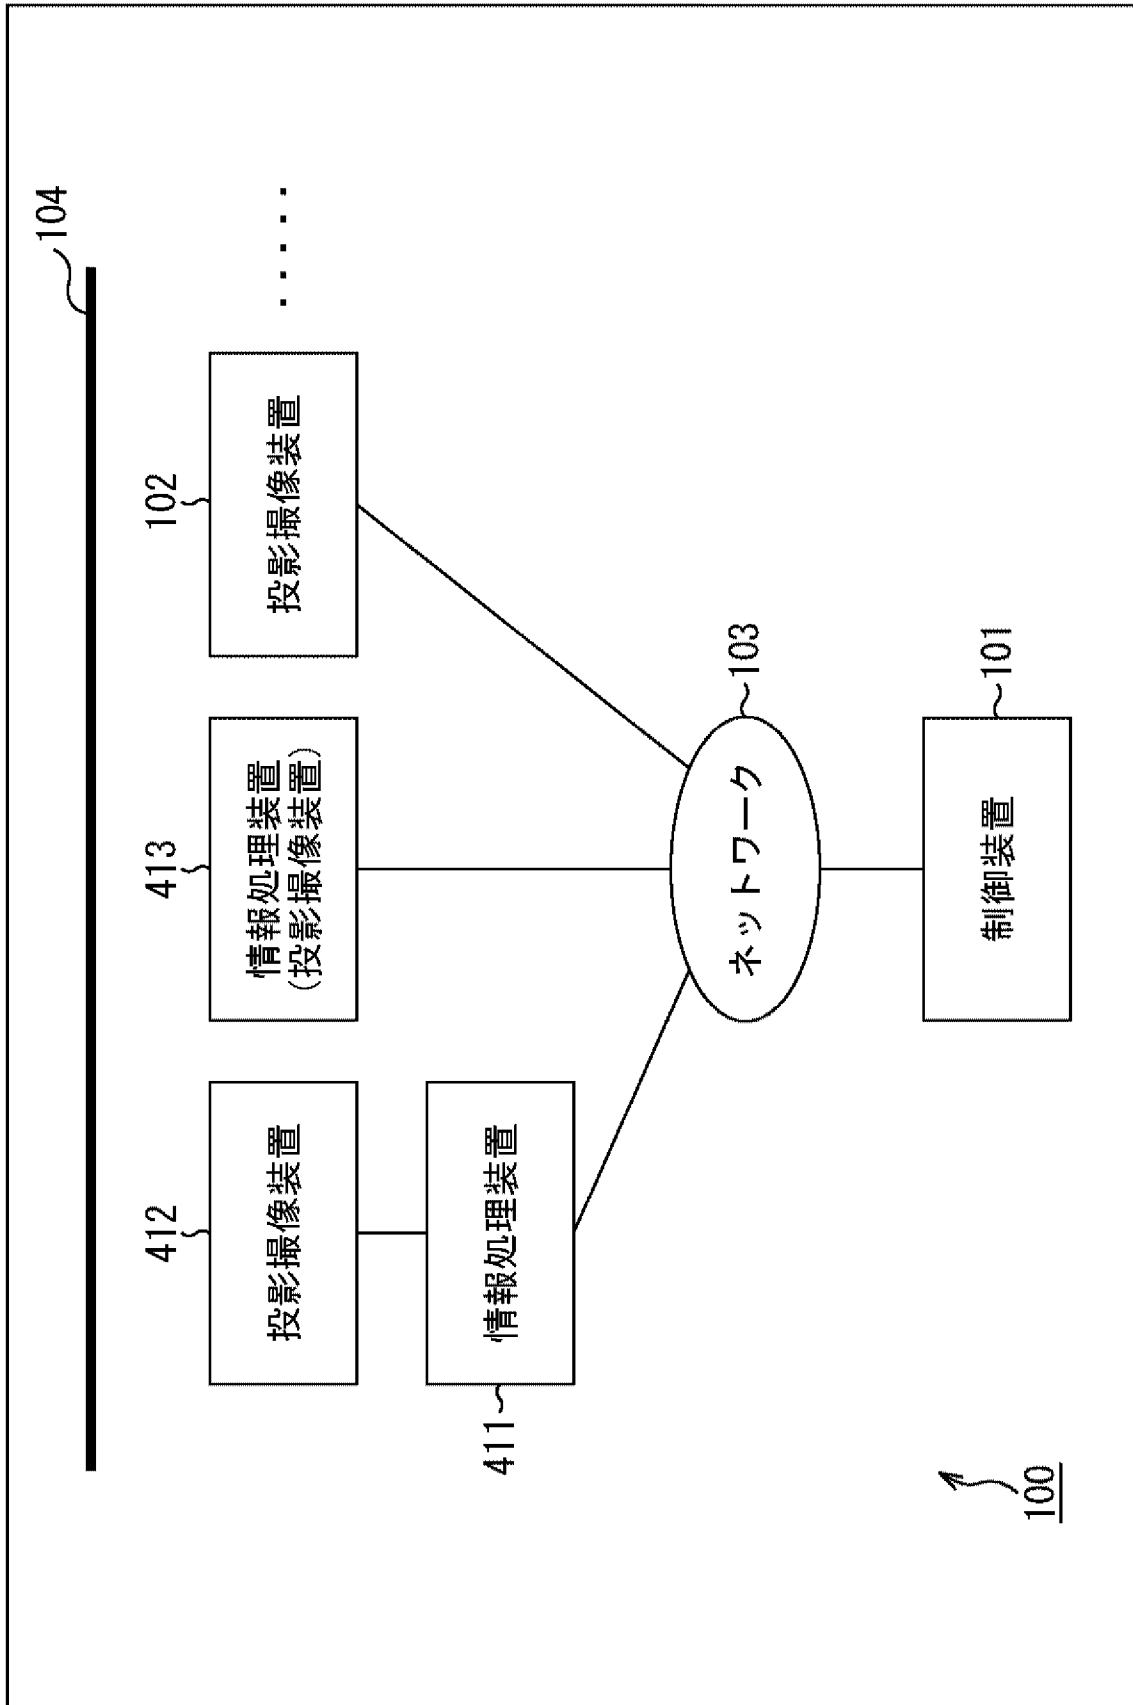 104
412
413
102
投影撮像装置
情報処理装置
(投影撮像装置)
投影撮像装置
・・・・・
411
情報処理装置
ネットワーク
103
制御装置
101
100